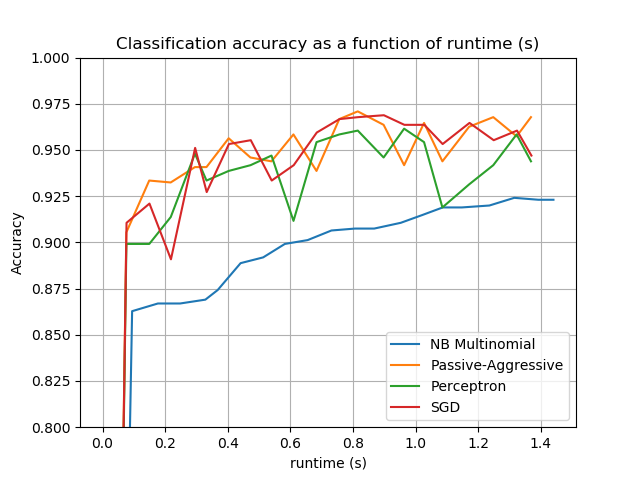 Classification accuracy as a function of runtime (s)
1.000
0.975
0.950
0.925
0.900
0.875
0.850
0.825
0.800
Accuracy
0.0 0.2 0.4 0.6 0.8 1.0 1.2 1.4
runtime (s)
NB Multinomial
Passive-Aggressive
Perceptron
SGD